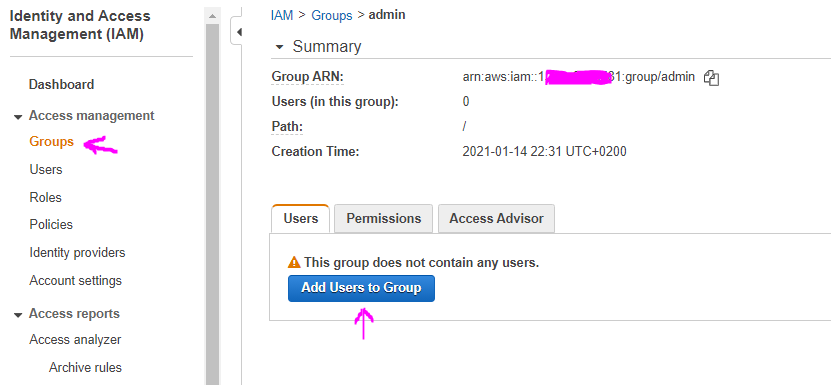 Identity and Access
Management (IAM)
Dashboard
Access management
Groups
Users
Roles
Policies
Identity providers
Account settings
Access reports
Access analyzer
Archive rules
IAM > Groups > admin
Summary
Group ARN: arn:aws:iam::1 31:group/admin
Users (in this group): 0
Path: /
Creation Time: 2021-01-14 22:31 UTC+0200
Users Permissions Access Advisor
This group does not contain any users.
Add Users to Group